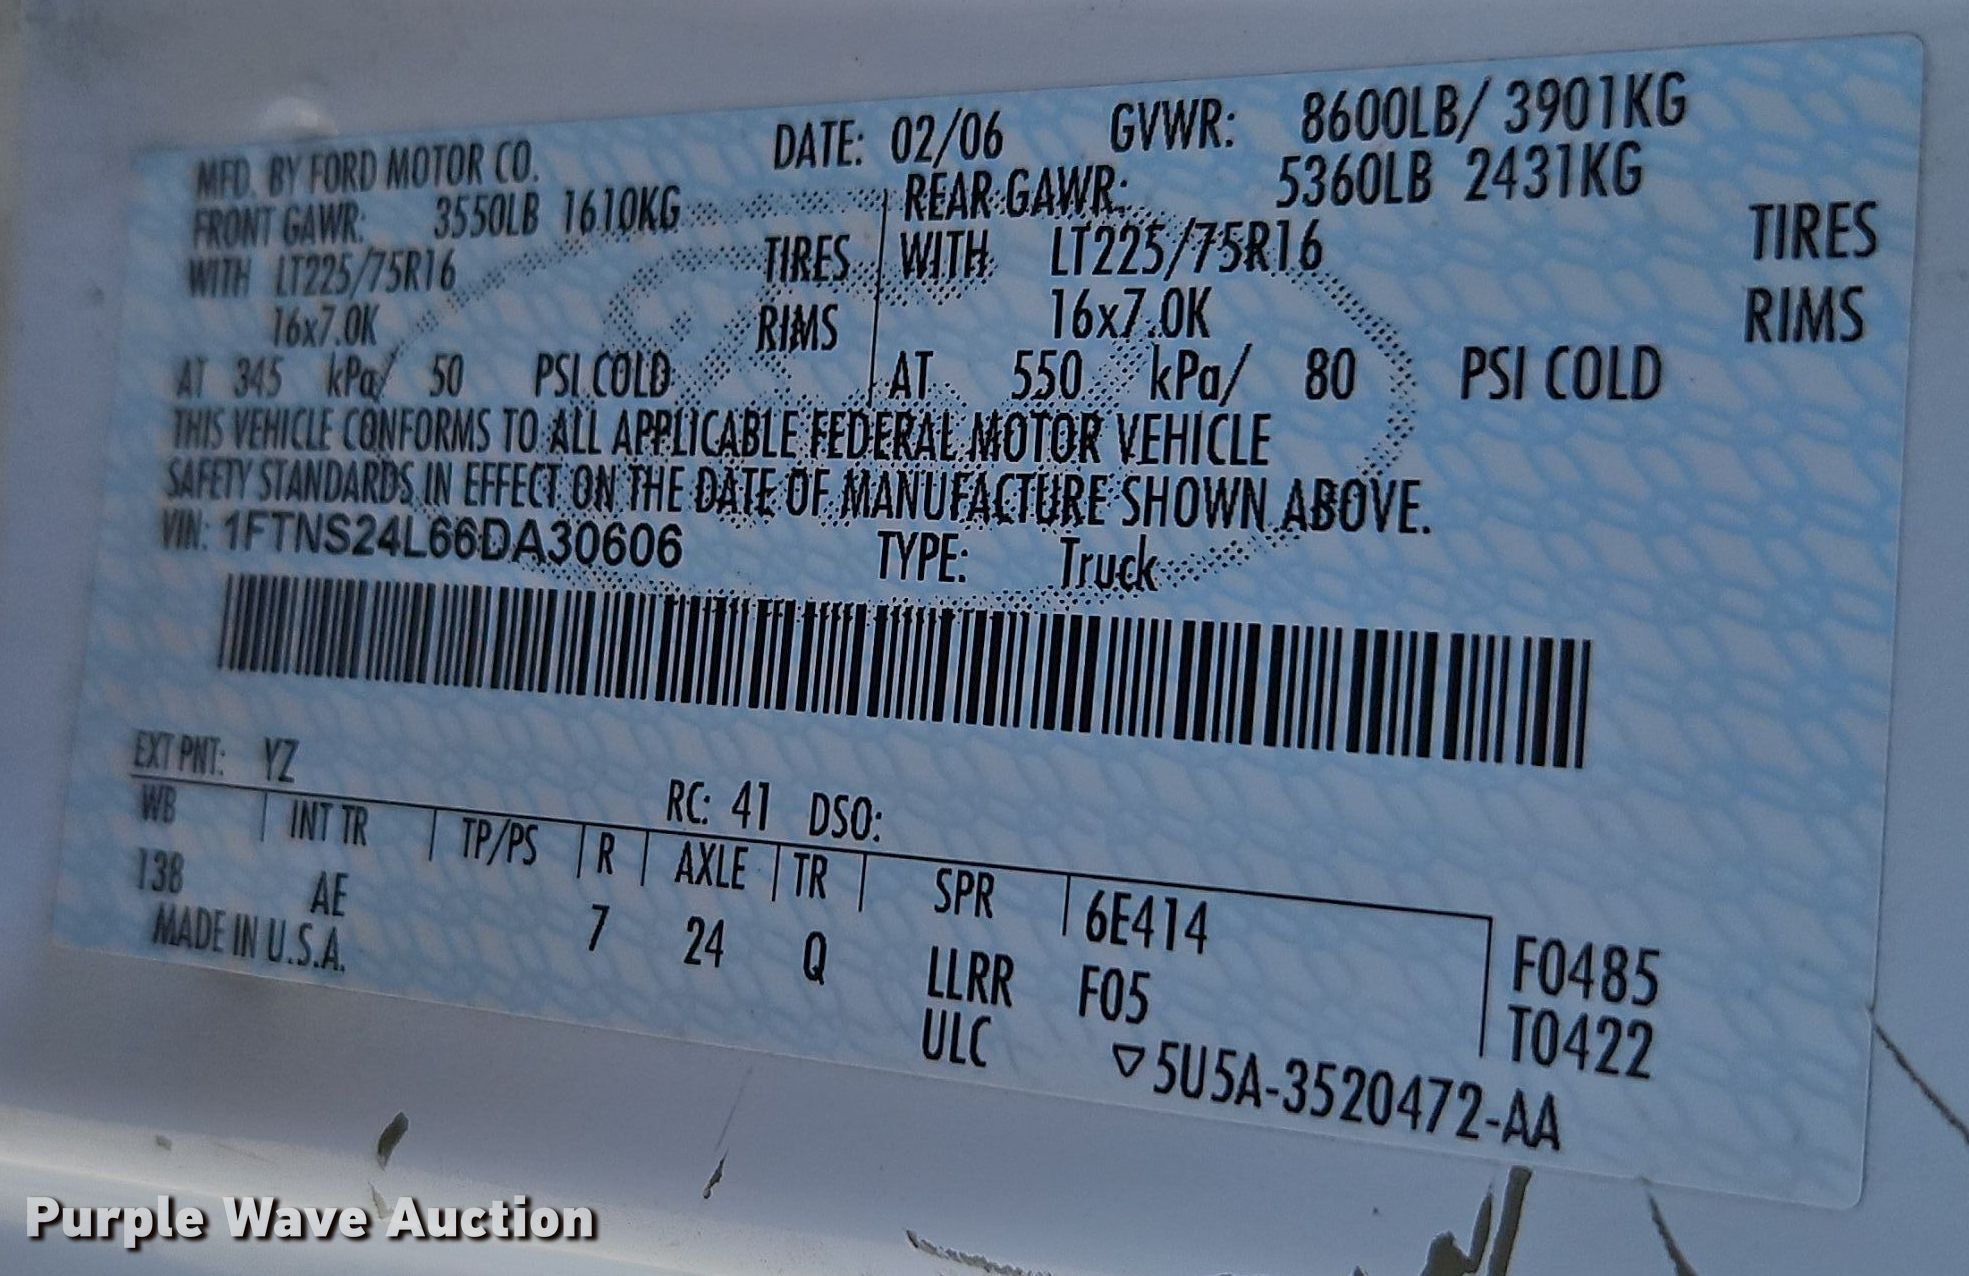 MFD. BY FORD MOTOR CO. DATE: 02/06 GVWR: 8600LB/ 3901KG
FRONT GAWR: 3550LB 1610KG REAR GAWR: 5360LB 2431KG
WITH LT225/75R16 TIRES WITH LT225/75R16 TIRES
16x7.0K RIMS 16x7.0K RIMS
AT 345 kPa/ 50 PSI COLD AT 550 kPa/ 80 PSI COLD
THIS VEHICLE CONFORMS TO ALL APPLICABLE FEDERAL MOTOR VEHICLE
SAFETY STANDARDS IN EFFECT ON THE DATE OF MANUFACTURE SHOWN ABOVE.
VIN: 1FTNS24L66DA30606 TYPE: Truck
EXT PNT: YZ RC: 41 DSO:
WB INT TR TP/PS R AXLE TR SPR 6E414 F0485
138 AE 7 24 Q LLRR F05 T0422
MADE IN U.S.A. ULC ▽5U5A-3520472-AA
Purple Wave Auction